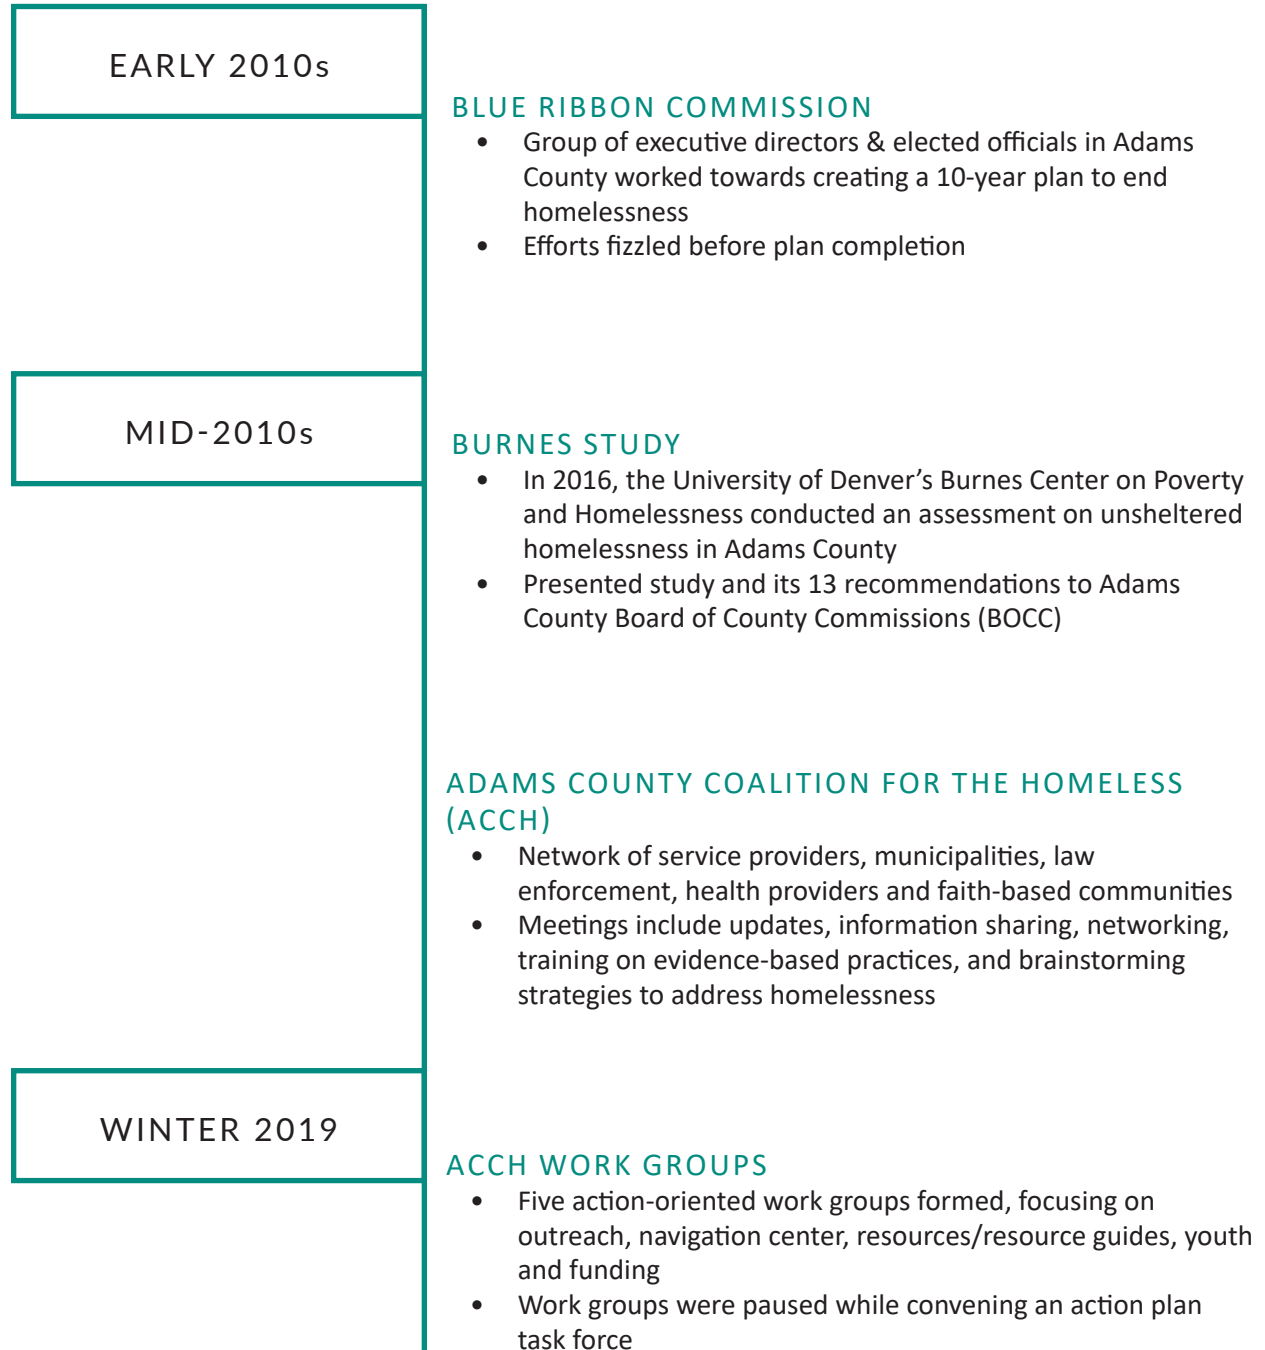 EARLY 2010s
BLUE RIBBON COMMISSION
• Group of executive directors & elected officials in Adams
County worked towards creating a 10-year plan to end
homelessness
• Efforts fizzled before plan completion
MID-2010s
BURNES STUDY
• In 2016, the University of Denver’s Burnes Center on Poverty
and Homelessness conducted an assessment on unsheltered
homelessness in Adams County
• Presented study and its 13 recommendations to Adams
County Board of County Commissions (BOCC)
ADAMS COUNTY COALITION FOR THE HOMELESS
(ACCH)
• Network of service providers, municipalities, law
enforcement, health providers and faith-based communities
• Meetings include updates, information sharing, networking,
training on evidence-based practices, and brainstorming
strategies to address homelessness
WINTER 2019
ACCH WORK GROUPS
• Five action-oriented work groups formed, focusing on
outreach, navigation center, resources/resource guides, youth
and funding
• Work groups were paused while convening an action plan
task force